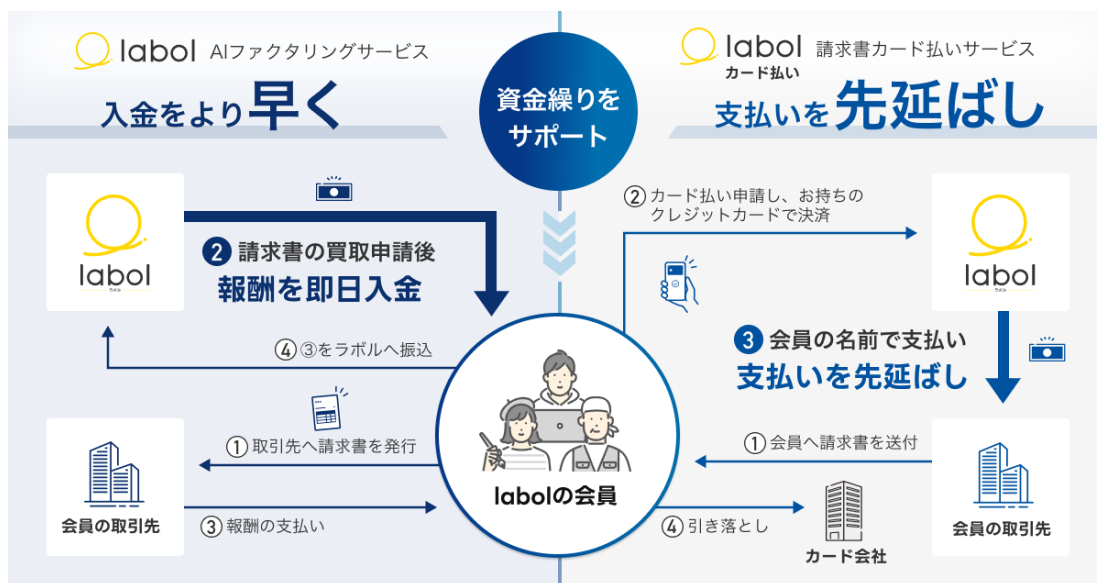 labol AIファクタリングサービス
入金をより早く
資金繰りを
サポート
labol 請求書カード払いサービス
カード払い
支払いを先延ばし
labol
ラボル
② 請求書の買取申請後
報酬を即日入金
④ ③をラボルへ振込
① 取引先へ請求書を発行
③ 報酬の支払い
会員の取引先
labolの会員
② カード払い申請し、お持ちの
クレジットカードで決済
labol
ラボル
③ 会員の名前で支払い
支払いを先延ばし
① 会員へ請求書を送付
④ 引き落とし
カード会社
会員の取引先